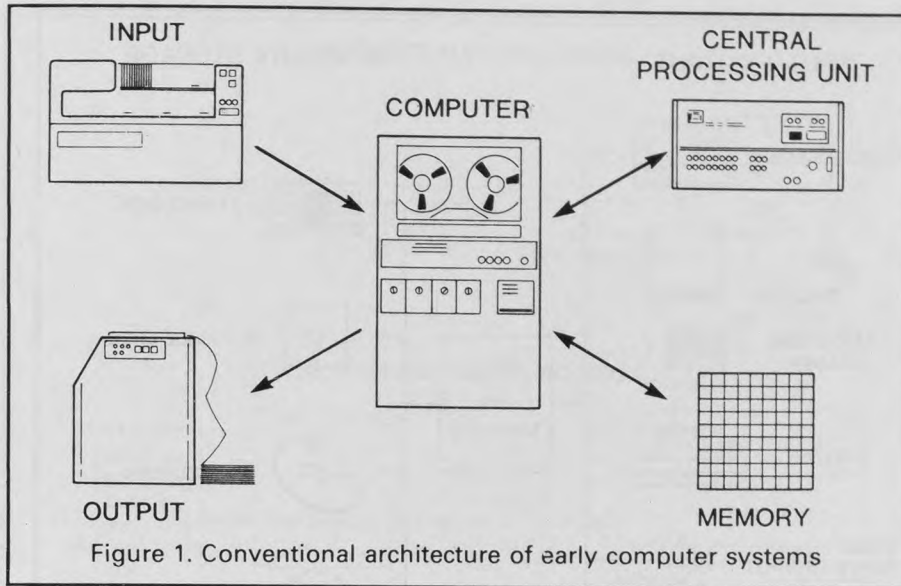 INPUT
CENTRAL
PROCESSING UNIT
COMPUTER
OUTPUT
MEMORY
Figure 1. Conventional architecture of early computer systems